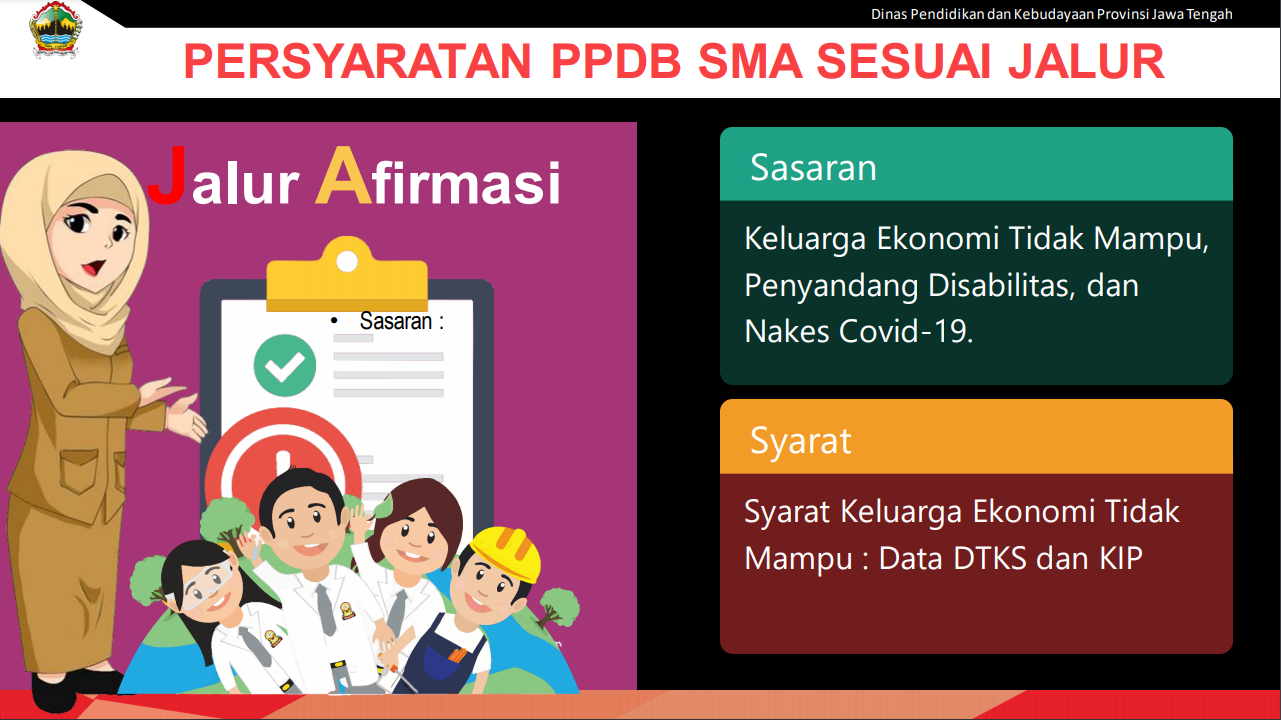 Dinas Pendidikan dan Kebudayaan Provinsi Jawa Tengah
PERSYARATAN PPDB SMA SESUAI JALUR
Jalur Afirmasi
• Sasaran :
Sasaran
Keluarga Ekonomi Tidak Mampu,
Penyandang Disabilitas, dan
Nakes Covid-19.
Syarat
Syarat Keluarga Ekonomi Tidak
Mampu : Data DTKS dan KIP